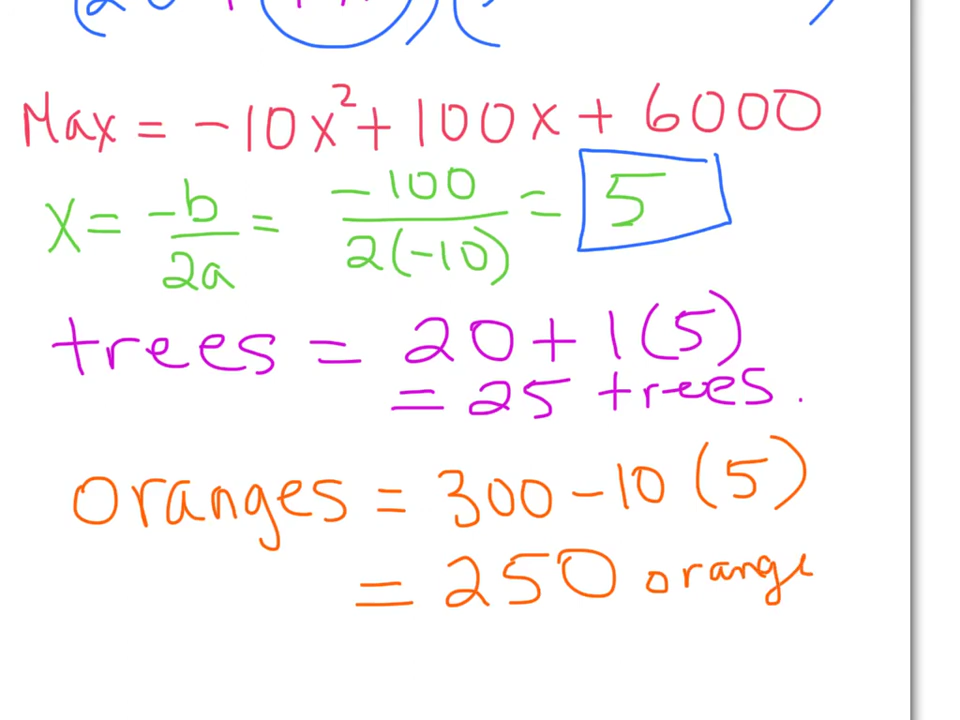 Max = -10x² + 100x + 6000
x = -b/2a = -100/2(-10) = 5
trees = 20 + 1(5)
= 25 trees.
oranges = 300 - 10(5)
= 250 orange